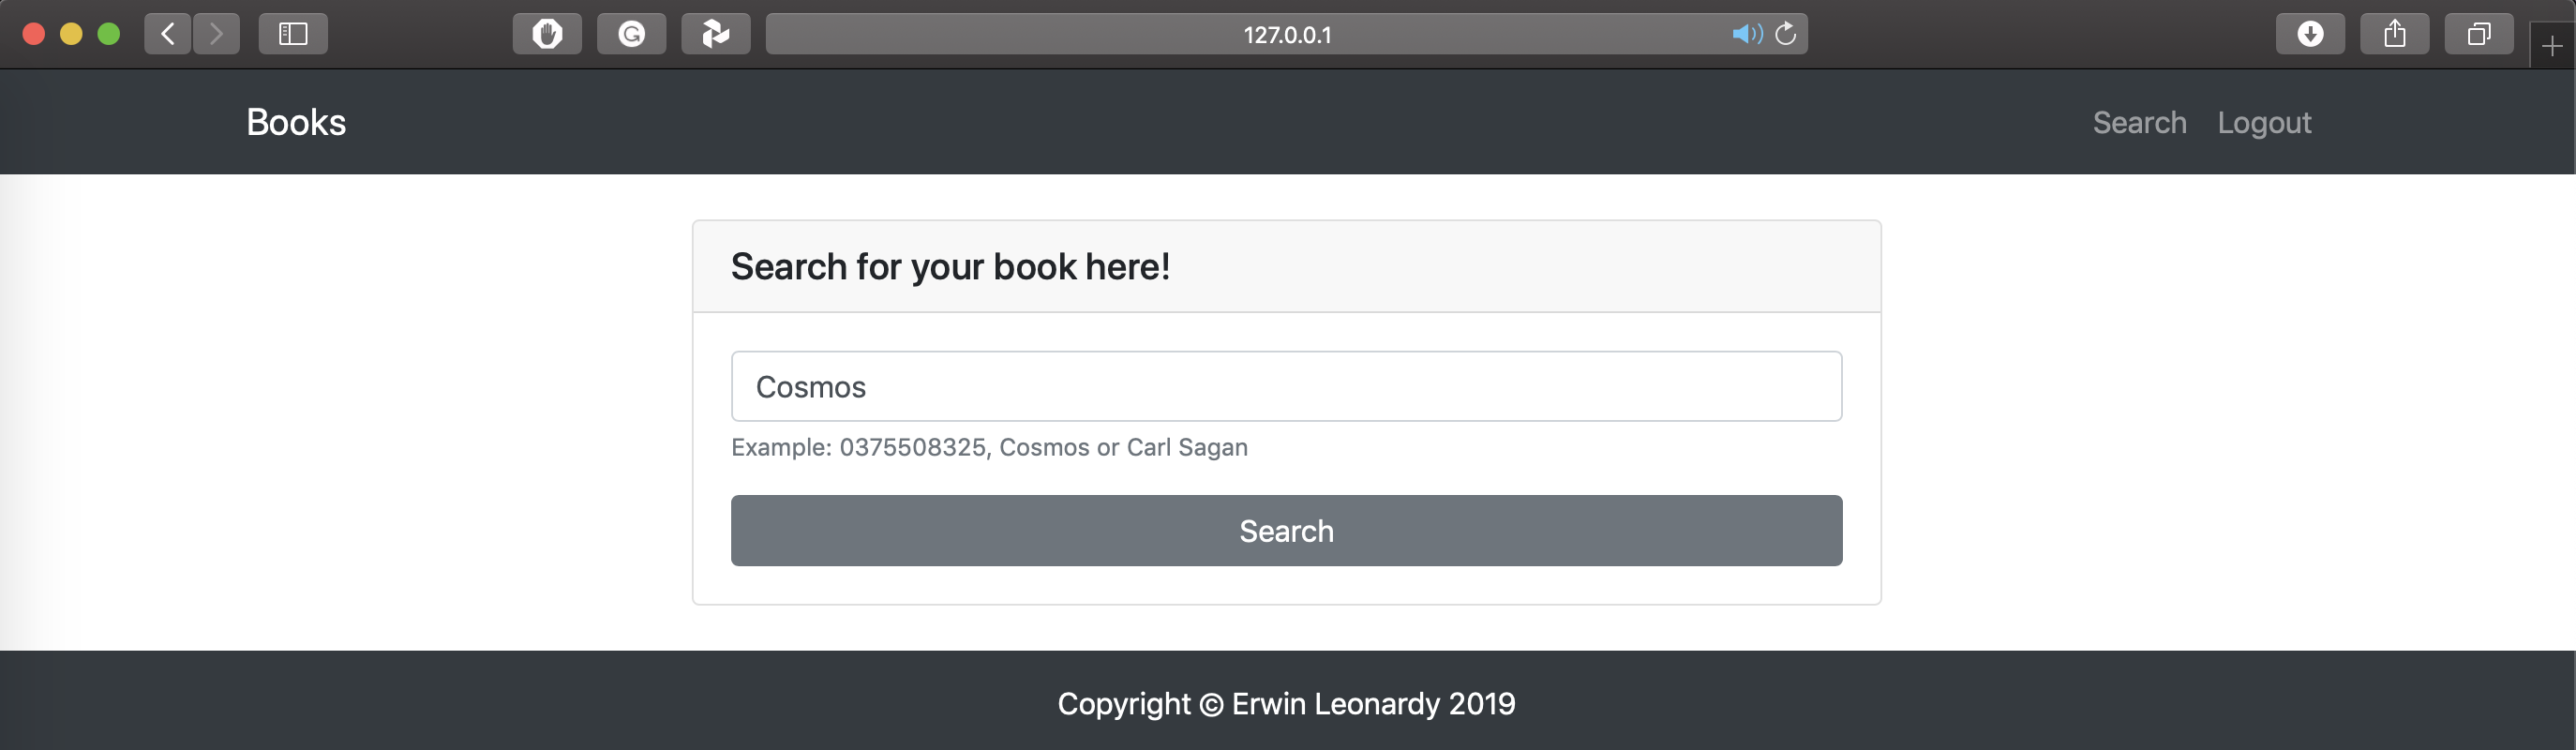 127.0.0.1
Books
Search Logout
Search for your book here!
Cosmos
Example: 0375508325, Cosmos or Carl Sagan
Search
Copyright © Erwin Leonardy 2019